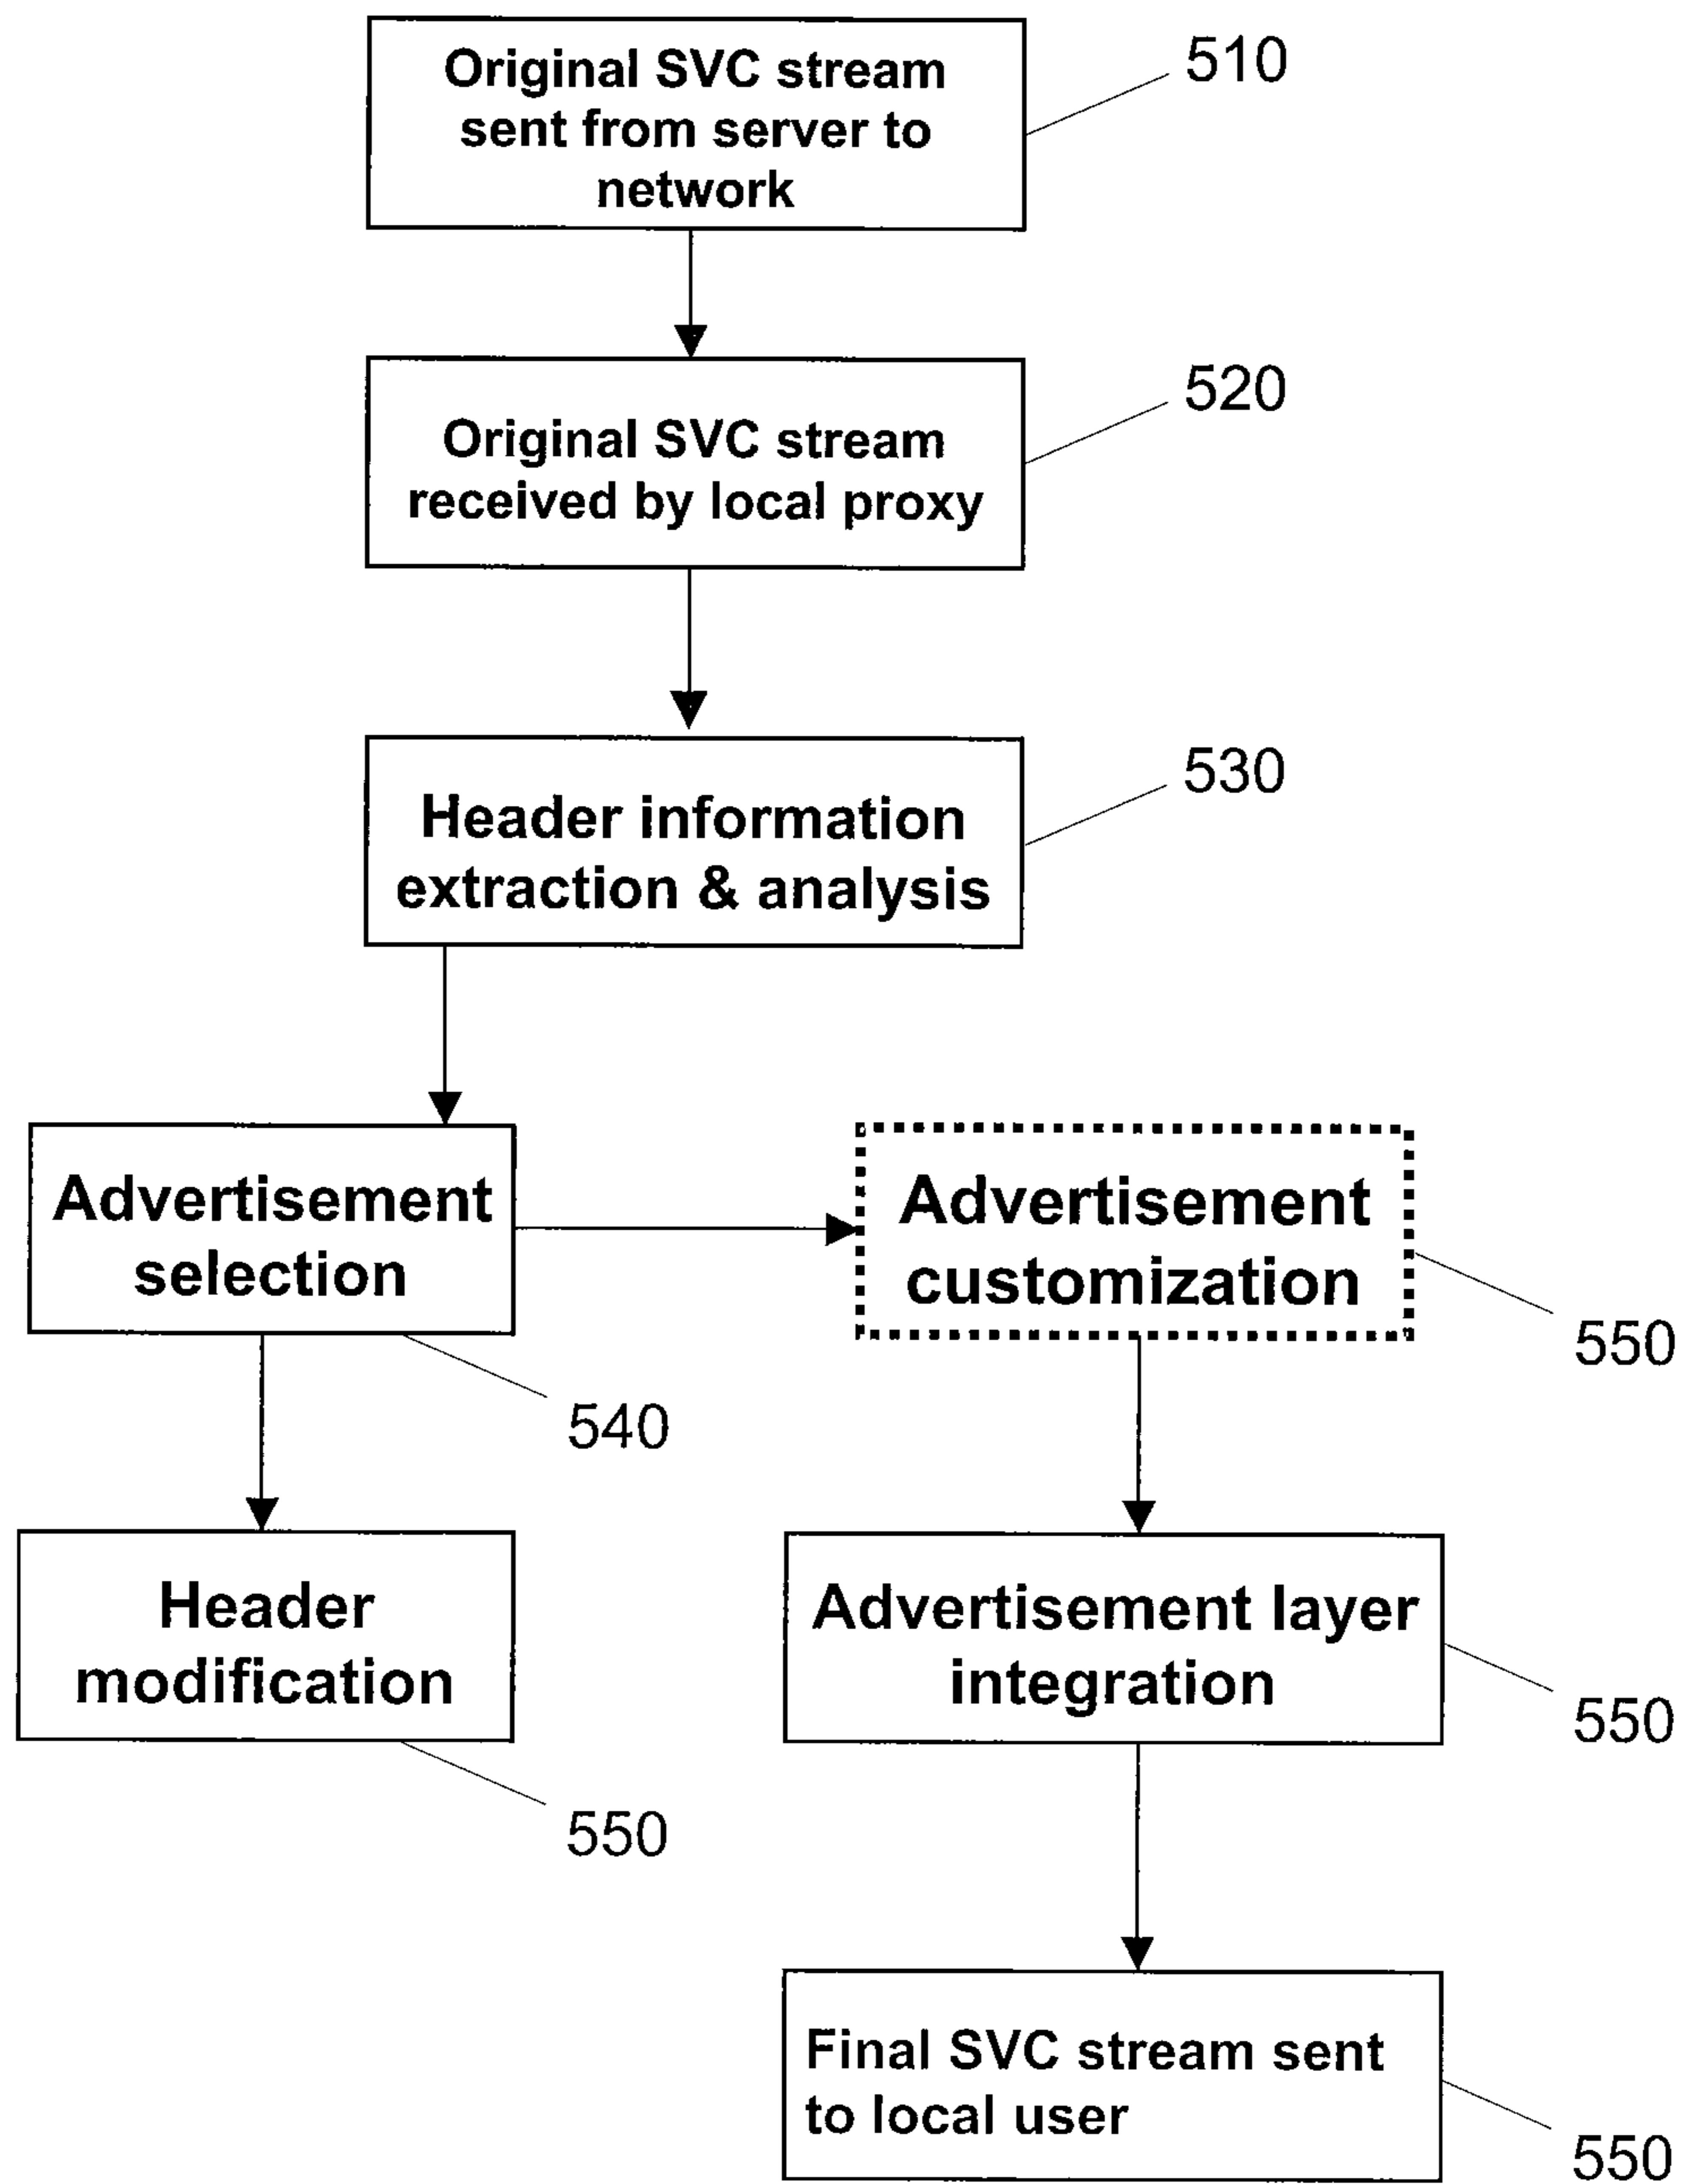 Original SVC stream
sent from server to
network
510
Original SVC stream
received by local proxy
520
Header information
extraction & analysis
530
Advertisement
selection
540
Advertisement
customization
550
Header
modification
550
Advertisement layer
integration
550
Final SVC stream sent
to local user
550